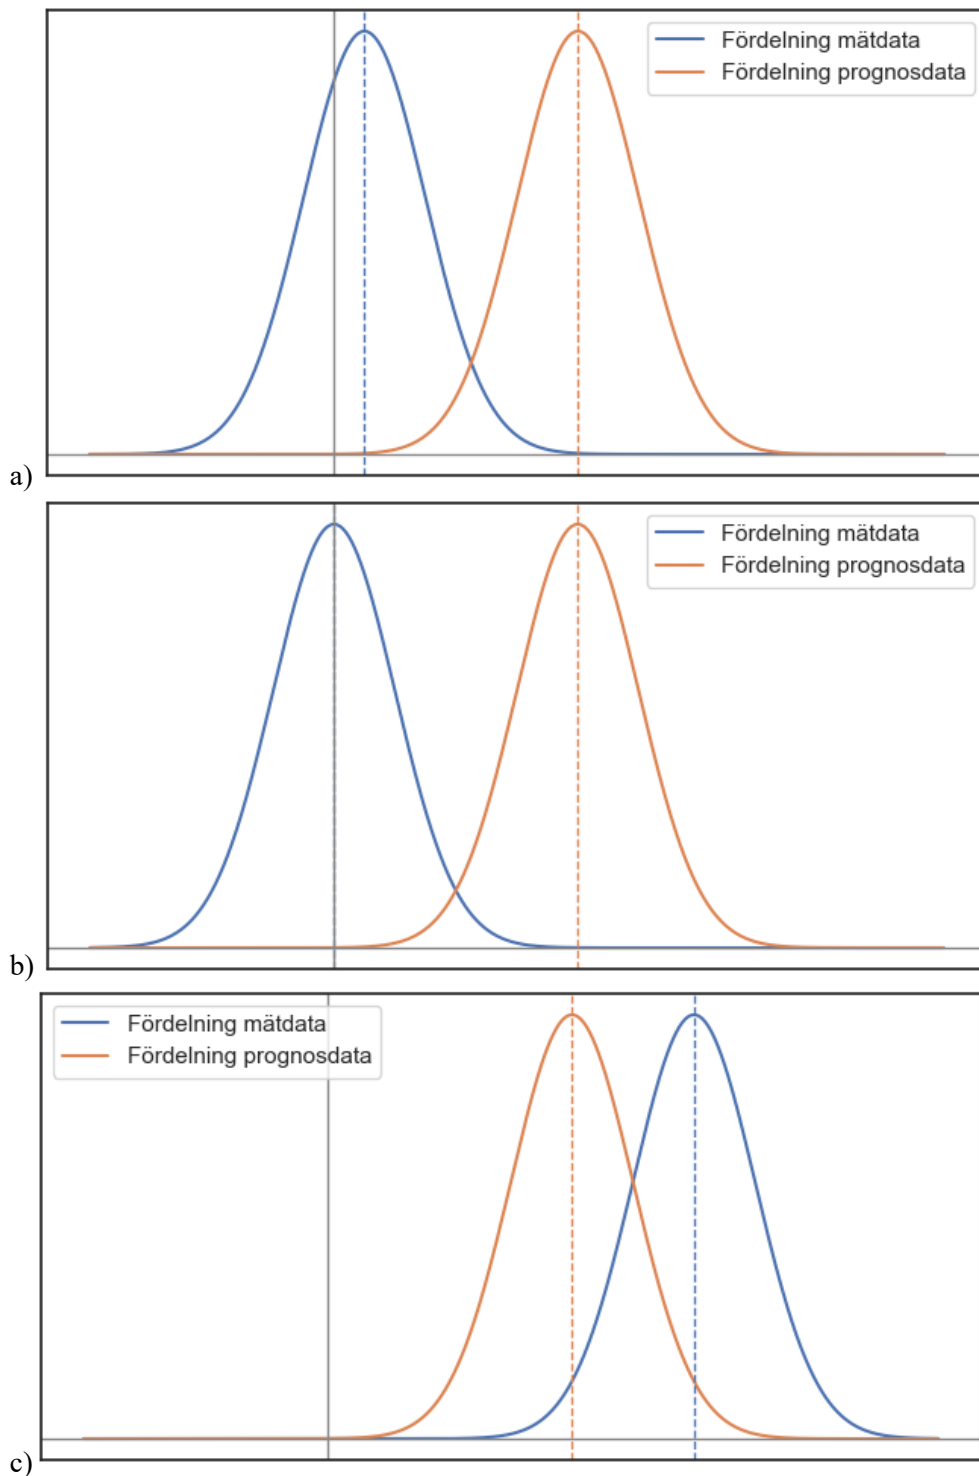 Fördelning mätdata
Fördelning prognosdata
a)
Fördelning mätdata
Fördelning prognosdata
b)
Fördelning mätdata
Fördelning prognosdata
c)